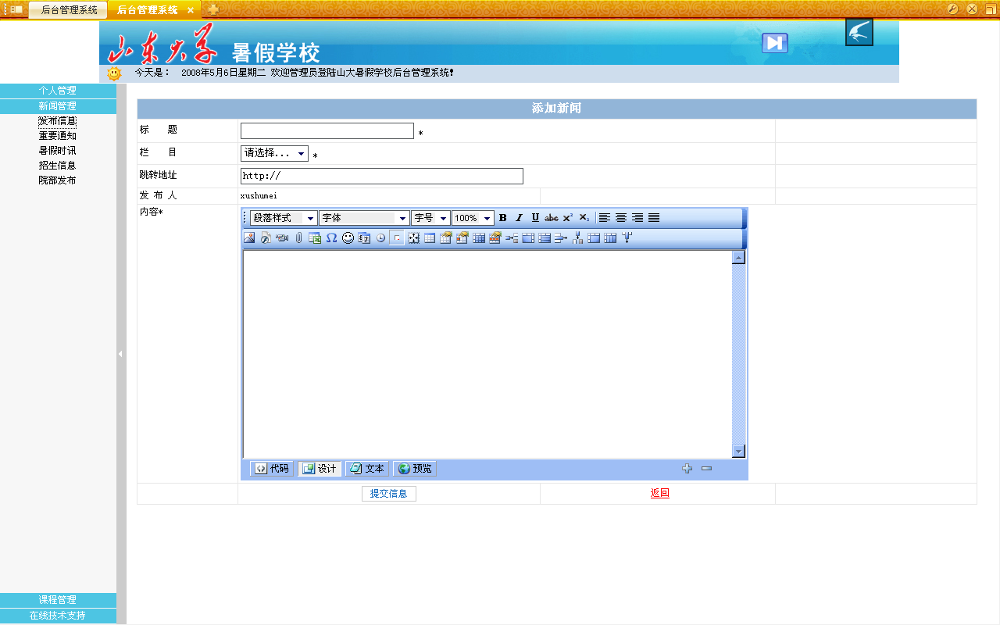 后台管理系统
后台管理系统
山东大学 暑假学校
今天是： 2008年5月6日星期二 欢迎管理员登陆山大暑假学校后台管理系统!
个人管理
新闻管理
发布信息
重要通知
暑假时讯
招生信息
院部发布
课程管理
在线技术支持
添加新闻
标 题 *
栏 目 请选择... *
跳转地址 http://
发 布 人 xushumei
内容*
段落样式 字体 字号 100% B I U abc x² x₂
代码 设计 文本 预览
提交信息 返回